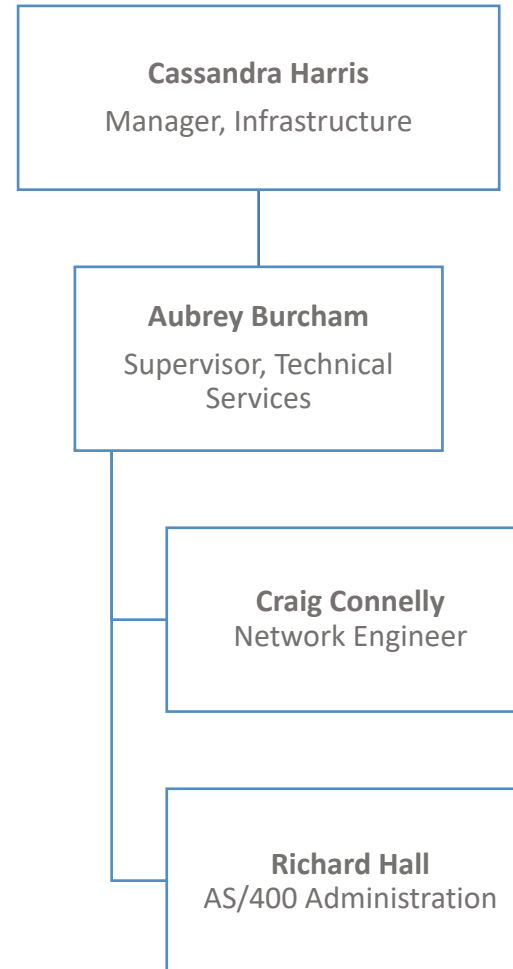 Cassandra Harris
Manager, Infrastructure
Aubrey Burcham
Supervisor, Technical
Services
Craig Connelly
Network Engineer
Richard Hall
AS/400 Administration